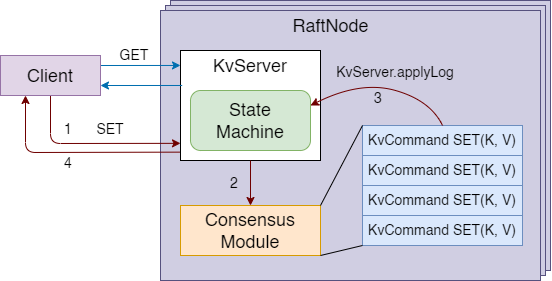 RaftNode
GET
KvServer
Client
KvServer.applyLog
State
Machine
3
1
SET
4
KvCommand SET(K, V)
KvCommand SET(K, V)
KvCommand SET(K, V)
KvCommand SET(K, V)
2
Consensus
Module